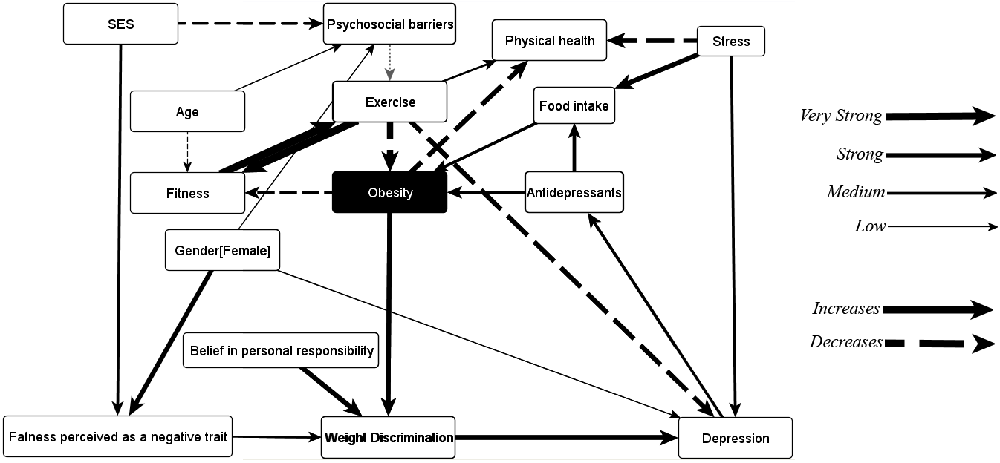 SES
Psychosocial barriers
Physical health
Stress
Exercise
Food intake
Age
Very Strong
Strong
Fitness
Obesity
Antidepressants
Medium
Low
Gender[Female]
Increases
Decreases
Belief in personal responsibility
Fatness perceived as a negative trait
Weight Discrimination
Depression